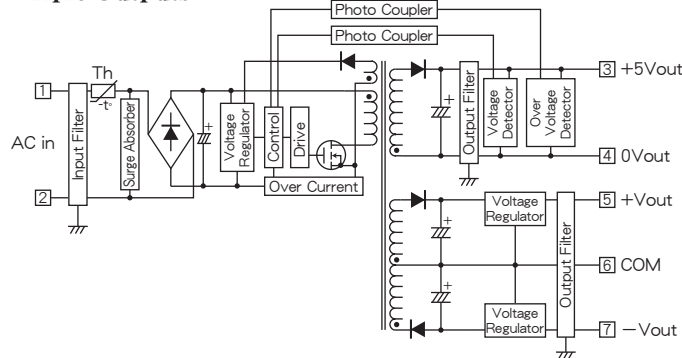 Photo Coupler
Photo Coupler
1
Th
-t°
3 +5Vout
AC in
Input Filter
Surge Absorber
+
Voltage Regulator
Control
Drive
Over Current
+
Output Filter
Voltage Detector
Over Voltage Detector
2
4 0Vout
+
Voltage Regulator
5 +Vout
Output Filter
6 COM
+
Voltage Regulator
7 −Vout